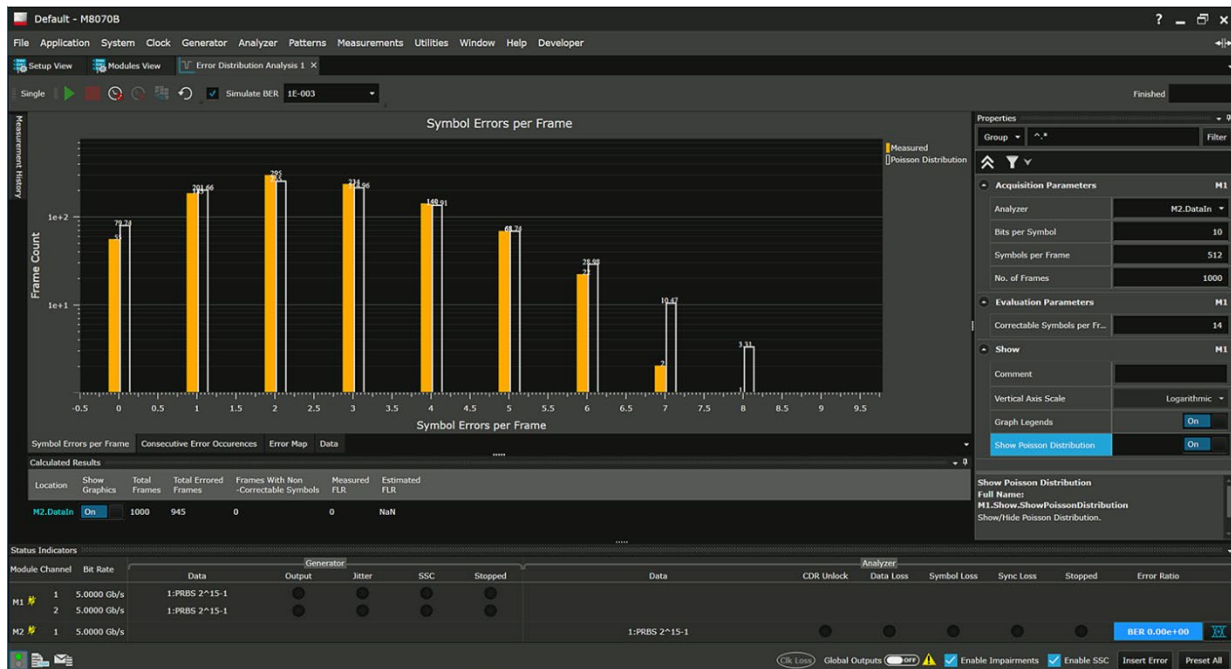 Default - M8070B
File Application System Clock Generator Analyzer Patterns Measurements Utilities Window Help Developer
Setup View Modules View Error Distribution Analysis 1
Single Simulate BER 1E-003 Finished
Measurement History
Symbol Errors per Frame
Measured
Poisson Distribution
Frame Count
1e+2
1e+1
55 79.74
201.66
295
214
140
68.74
22 28.98
2 10.47
1 3.31
-0.5 0 0.5 1 1.5 2 2.5 3 3.5 4 4.5 5 5.5 6 6.5 7 7.5 8 8.5 9 9.5
Symbol Errors per Frame
Symbol Errors per Frame Consecutive Error Occurences Error Map Data
Calculated Results
Location Show Graphics Total Frames Total Errored Frames Frames With Non -Correctable Symbols Measured FLR Estimated FLR
M2.DataIn On 1000 945 0 0 NaN
Properties
Group ^.* Filter
Acquisition Parameters M1
Analyzer M2.DataIn
Bits per Symbol 10
Symbols per Frame 512
No. of Frames 1000
Evaluation Parameters M1
Correctable Symbols per Fr... 14
Show M1
Comment
Vertical Axis Scale Logarithmic
Graph Legends On
Show Poisson Distribution On
Show Poisson Distribution
Full Name:
M1.Show.ShowPoissonDistribution
Show/Hide Poisson Distribution.
Status Indicators
Generator Analyzer
Module Channel Bit Rate Data Output Jitter SSC Stopped Data CDR Unlock Data Loss Symbol Loss Sync Loss Stopped Error Ratio
M1 1 5.0000 Gb/s 1:PRBS 2^15-1
2 5.0000 Gb/s 1:PRBS 2^15-1
M2 1 5.0000 Gb/s 1:PRBS 2^15-1 BER 0.00e+00
Clk Loss Global Outputs OFF Enable Impairments Enable SSC Insert Error Preset All